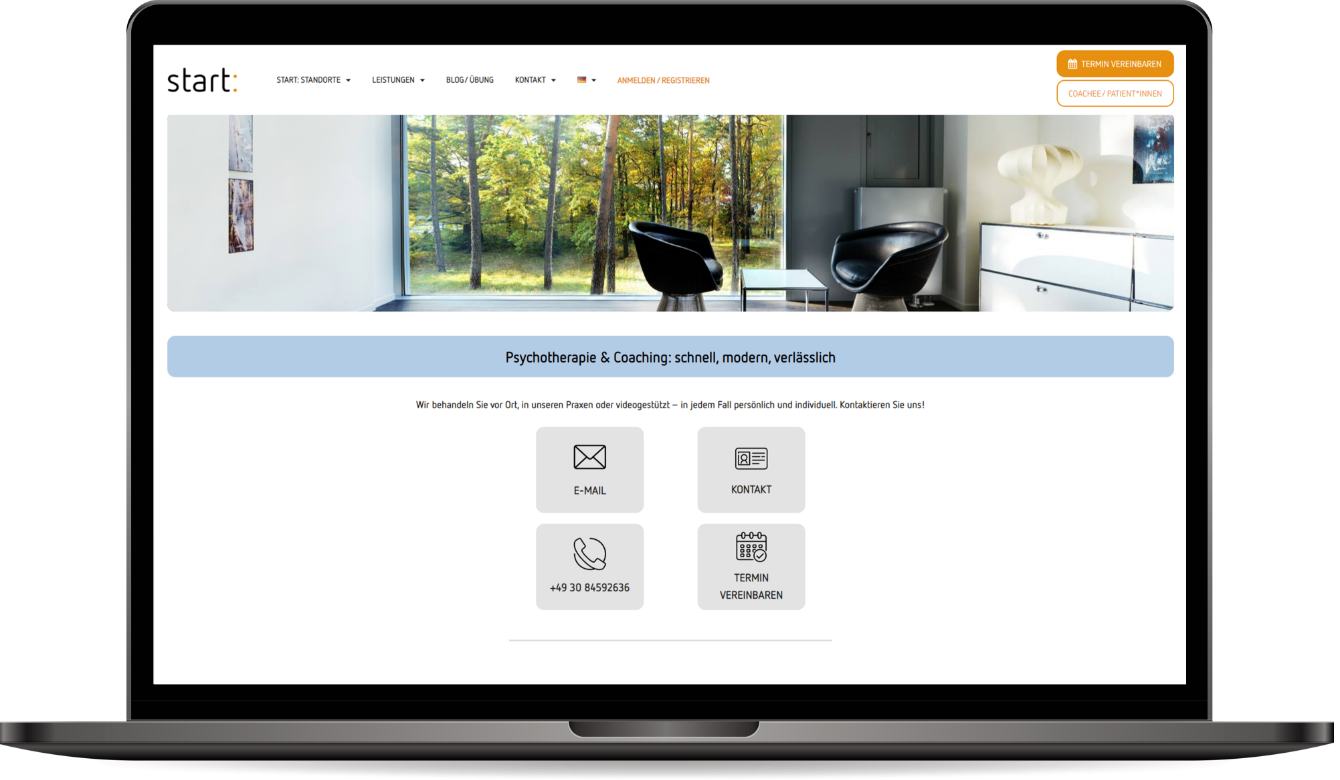 start:
START: STANDORTE
LEISTUNGEN
BLOG/ÜBUNG
KONTAKT
ANMELDEN / REGISTRIEREN
TERMIN VEREINBAREN
COACHEE / PATIENT*INNEN
Psychotherapie & Coaching: schnell, modern, verlässlich
Wir behandeln Sie vor Ort, in unseren Praxen oder videogestützt – in jedem Fall persönlich und individuell. Kontaktieren Sie uns!
E-MAIL
KONTAKT
+49 30 84592636
TERMIN
VEREINBAREN